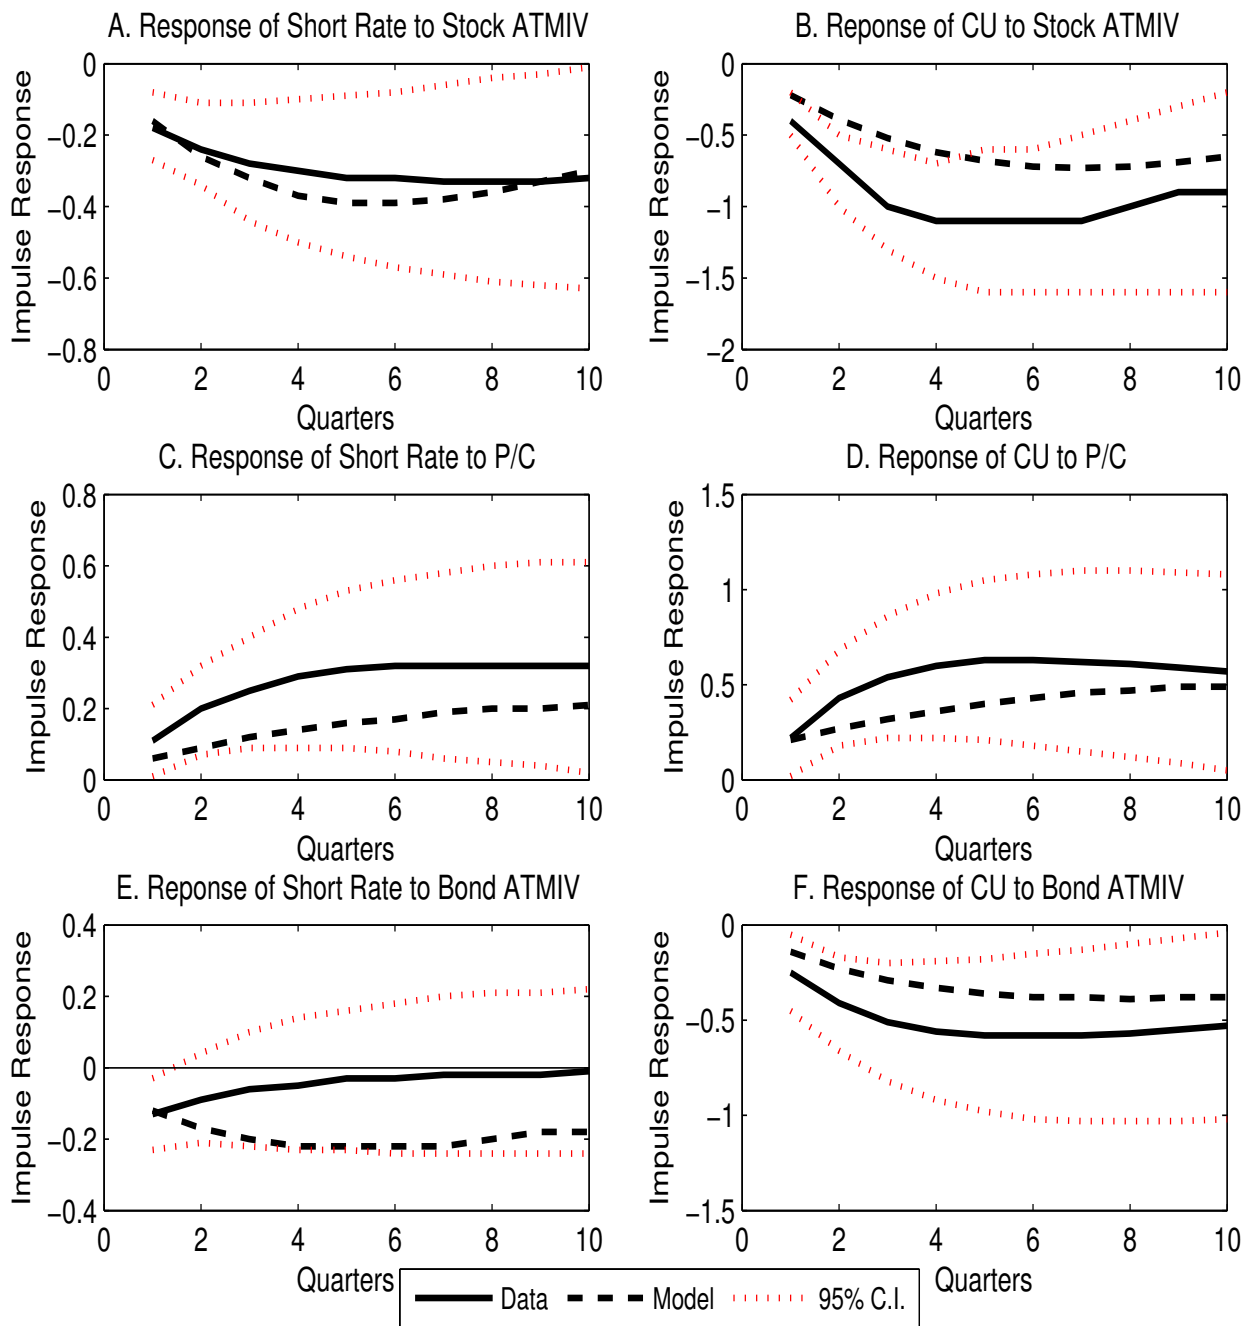 A. Response of Short Rate to Stock ATMIV
0
−0.2
−0.4
−0.6
−0.8
Impulse Response
0 2 4 6 8 10
Quarters
B. Reponse of CU to Stock ATMIV
0
−0.5
−1
−1.5
−2
Impulse Response
0 2 4 6 8 10
Quarters
C. Response of Short Rate to P/C
0.8
0.6
0.4
0.2
0
Impulse Response
0 2 4 6 8 10
Quarters
D. Reponse of CU to P/C
1.5
1
0.5
0
Impulse Response
0 2 4 6 8 10
Quarters
E. Reponse of Short Rate to Bond ATMIV
0.4
0.2
0
−0.2
−0.4
Impulse Response
0 2 4 6 8 10
Quarters
F. Response of CU to Bond ATMIV
0
−0.5
−1
−1.5
Impulse Response
0 2 4 6 8 10
Quarters
Data Model 95% C.I.